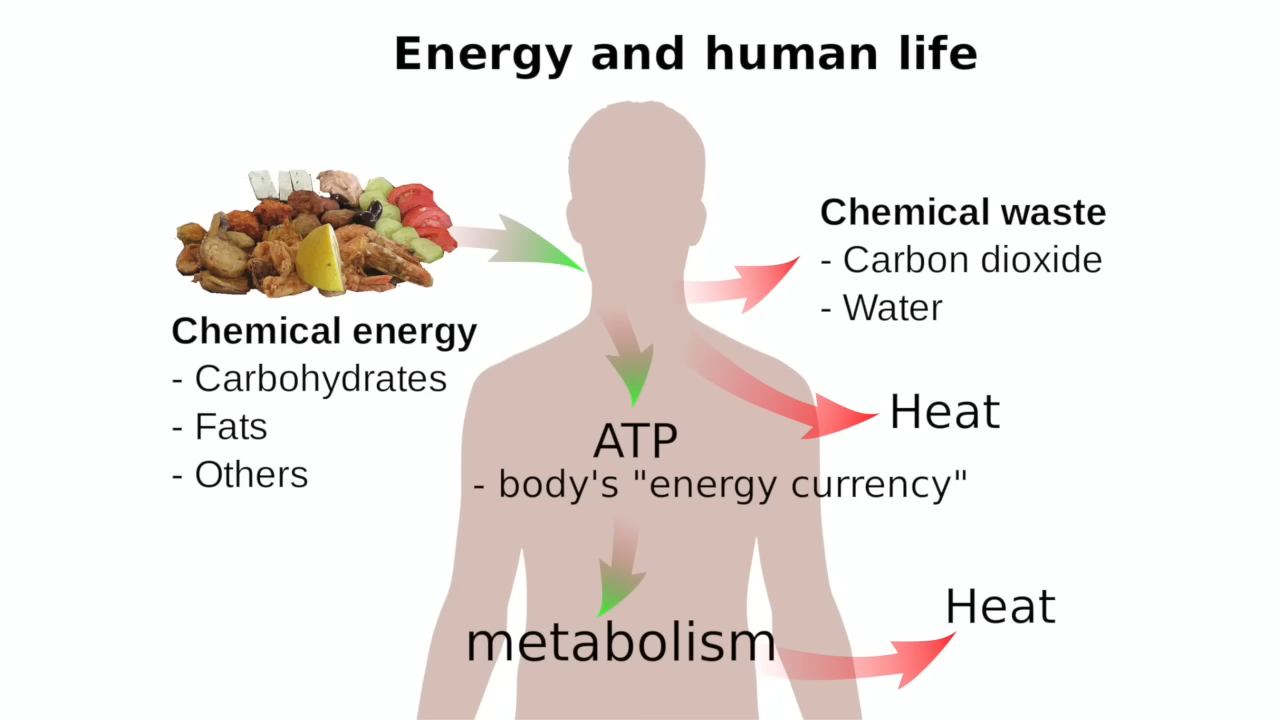 Energy and human life
Chemical energy
- Carbohydrates
- Fats
- Others
Chemical waste
- Carbon dioxide
- Water
Heat
ATP
- body's "energy currency"
metabolism
Heat